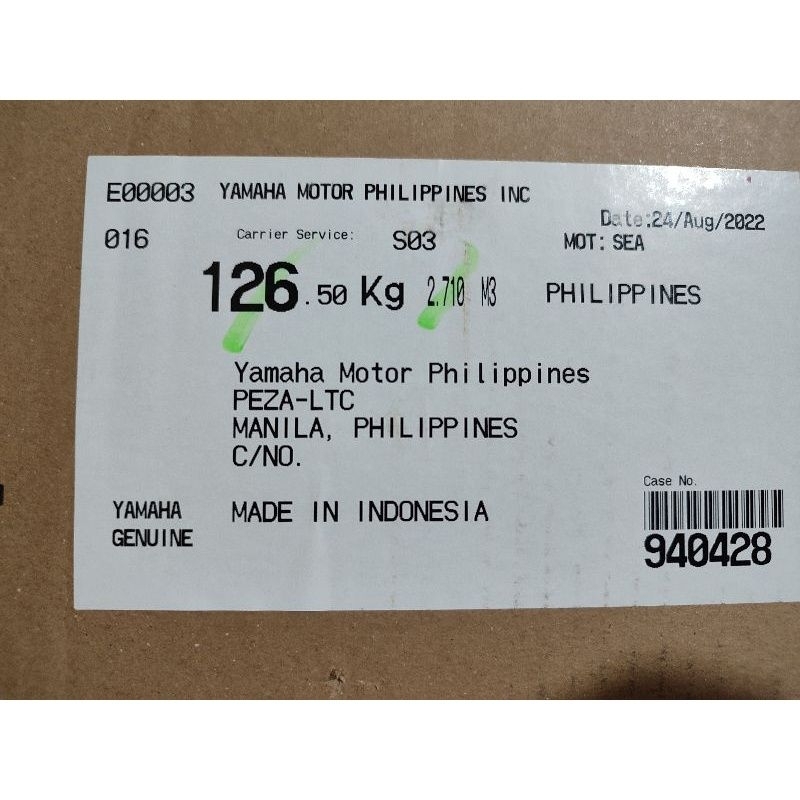 E00003 YAMAHA MOTOR PHILIPPINES INC
Date:24/Aug/2022
016 Carrier Service: S03 MOT: SEA
126.50 Kg 2.710 M3 PHILIPPINES
Yamaha Motor Philippines
PEZA-LTC
MANILA, PHILIPPINES
C/NO.
YAMAHA GENUINE
MADE IN INDONESIA
Case No.
940428